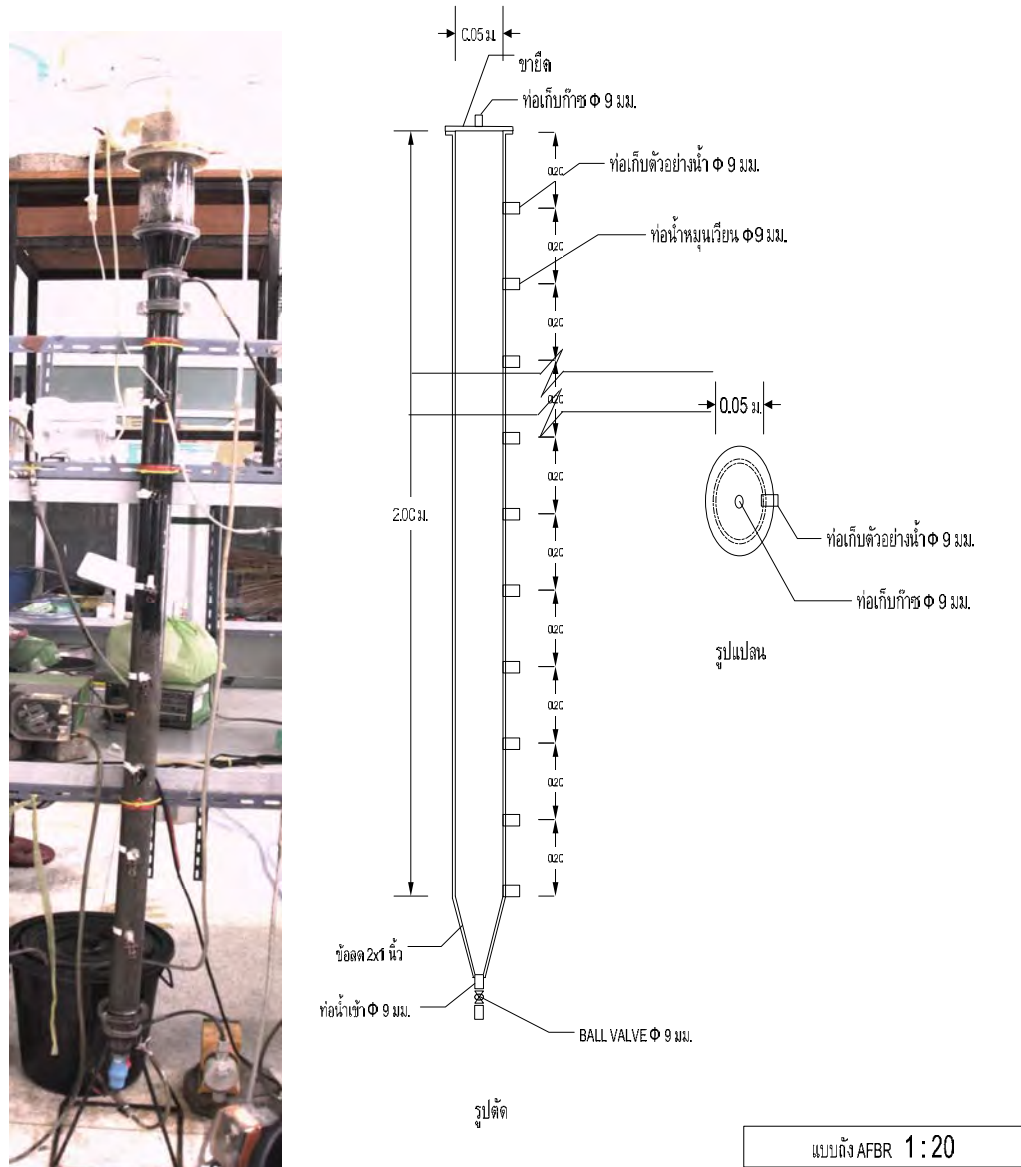 0.05 ม.
ขายึด
ท่อเก็บก๊าซ Φ 9 มม.
0.20
ท่อเก็บตัวอย่างน้ำ Φ 9 มม.
ท่อน้ำหมุนเวียน Φ9 มม.
0.20
0.20
0.20
0.05 ม.
0.20
2.00 ม.
ท่อเก็บตัวอย่างน้ำ Φ 9 มม.
0.20
ท่อเก็บก๊าซ Φ 9 มม.
รูปแปลน
0.20
0.20
0.20
0.20
ข้อลด 2x1 นิ้ว
ท่อน้ำเข้า Φ 9 มม.
BALL VALVE Φ 9 มม.
รูปตัด
แบบถัง AFBR 1:20